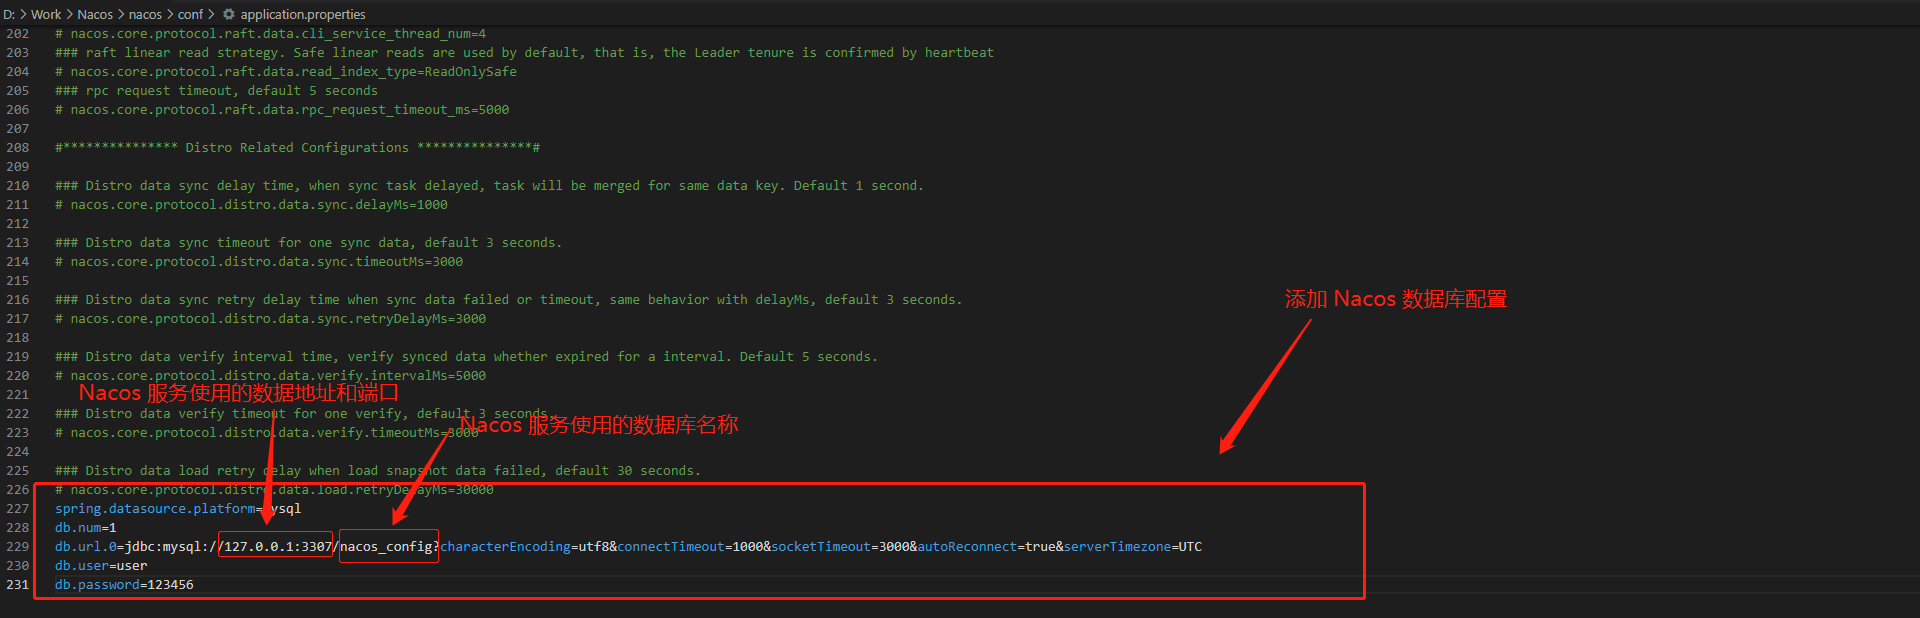 D: > Work > Nacos > nacos > conf > application.properties
202 # nacos.core.protocol.raft.data.cli_service_thread_num=4
203 ### raft linear read strategy. Safe linear reads are used by default, that is, the Leader tenure is confirmed by heartbeat
204 # nacos.core.protocol.raft.data.read_index_type=ReadOnlySafe
205 ### rpc request timeout, default 5 seconds
206 # nacos.core.protocol.raft.data.rpc_request_timeout_ms=5000
207
208 #*************** Distro Related Configurations ***************#
209
210 ### Distro data sync delay time, when sync task delayed, task will be merged for same data key. Default 1 second.
211 # nacos.core.protocol.distro.data.sync.delayMs=1000
212
213 ### Distro data sync timeout for one sync data, default 3 seconds.
214 # nacos.core.protocol.distro.data.sync.timeoutMs=3000
215
216 ### Distro data sync retry delay time when sync data failed or timeout, same behavior with delayMs, default 3 seconds.
添加 Nacos 数据库配置
217 # nacos.core.protocol.distro.data.sync.retryDelayMs=3000
218
219 ### Distro data verify interval time, verify synced data whether expired for a interval. Default 5 seconds.
220 # nacos.core.protocol.distro.data.verify.intervalMs=5000
221
Nacos 服务使用的数据地址和端口
222 ### Distro data verify timeout for one verify, default 3 seconds.
Nacos 服务使用的数据库名称
223 # nacos.core.protocol.distro.data.verify.timeoutMs=3000
224
225 ### Distro data load retry delay when load snapshot data failed, default 30 seconds.
226 # nacos.core.protocol.distro.data.load.retryDelayMs=30000
227 spring.datasource.platform=mysql
228 db.num=1
229 db.url.0=jdbc:mysql://127.0.0.1:3307/nacos_config?characterEncoding=utf8&connectTimeout=1000&socketTimeout=3000&autoReconnect=true&serverTimezone=UTC
230 db.user=user
231 db.password=123456